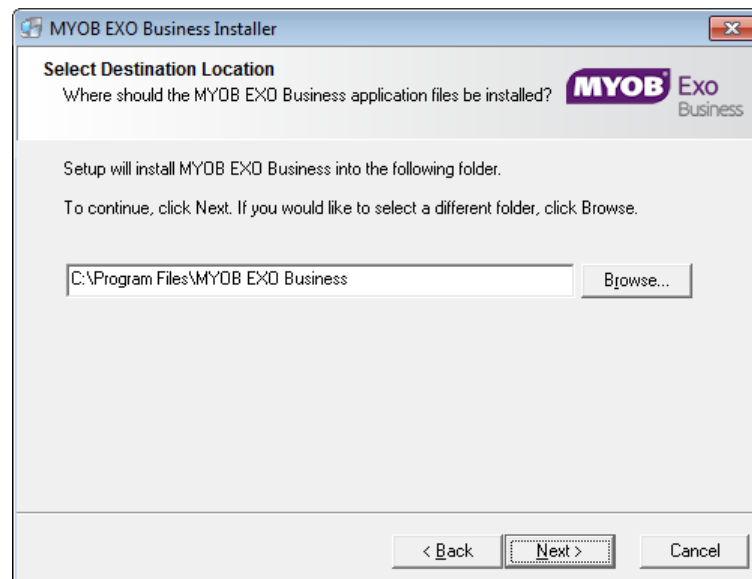 MYOB EXO Business Installer
Select Destination Location
Where should the MYOB EXO Business application files be installed?
MYOB Exo
Business
Setup will install MYOB EXO Business into the following folder.
To continue, click Next. If you would like to select a different folder, click Browse.
C:\Program Files\MYOB EXO Business
Browse...
< Back Next > Cancel